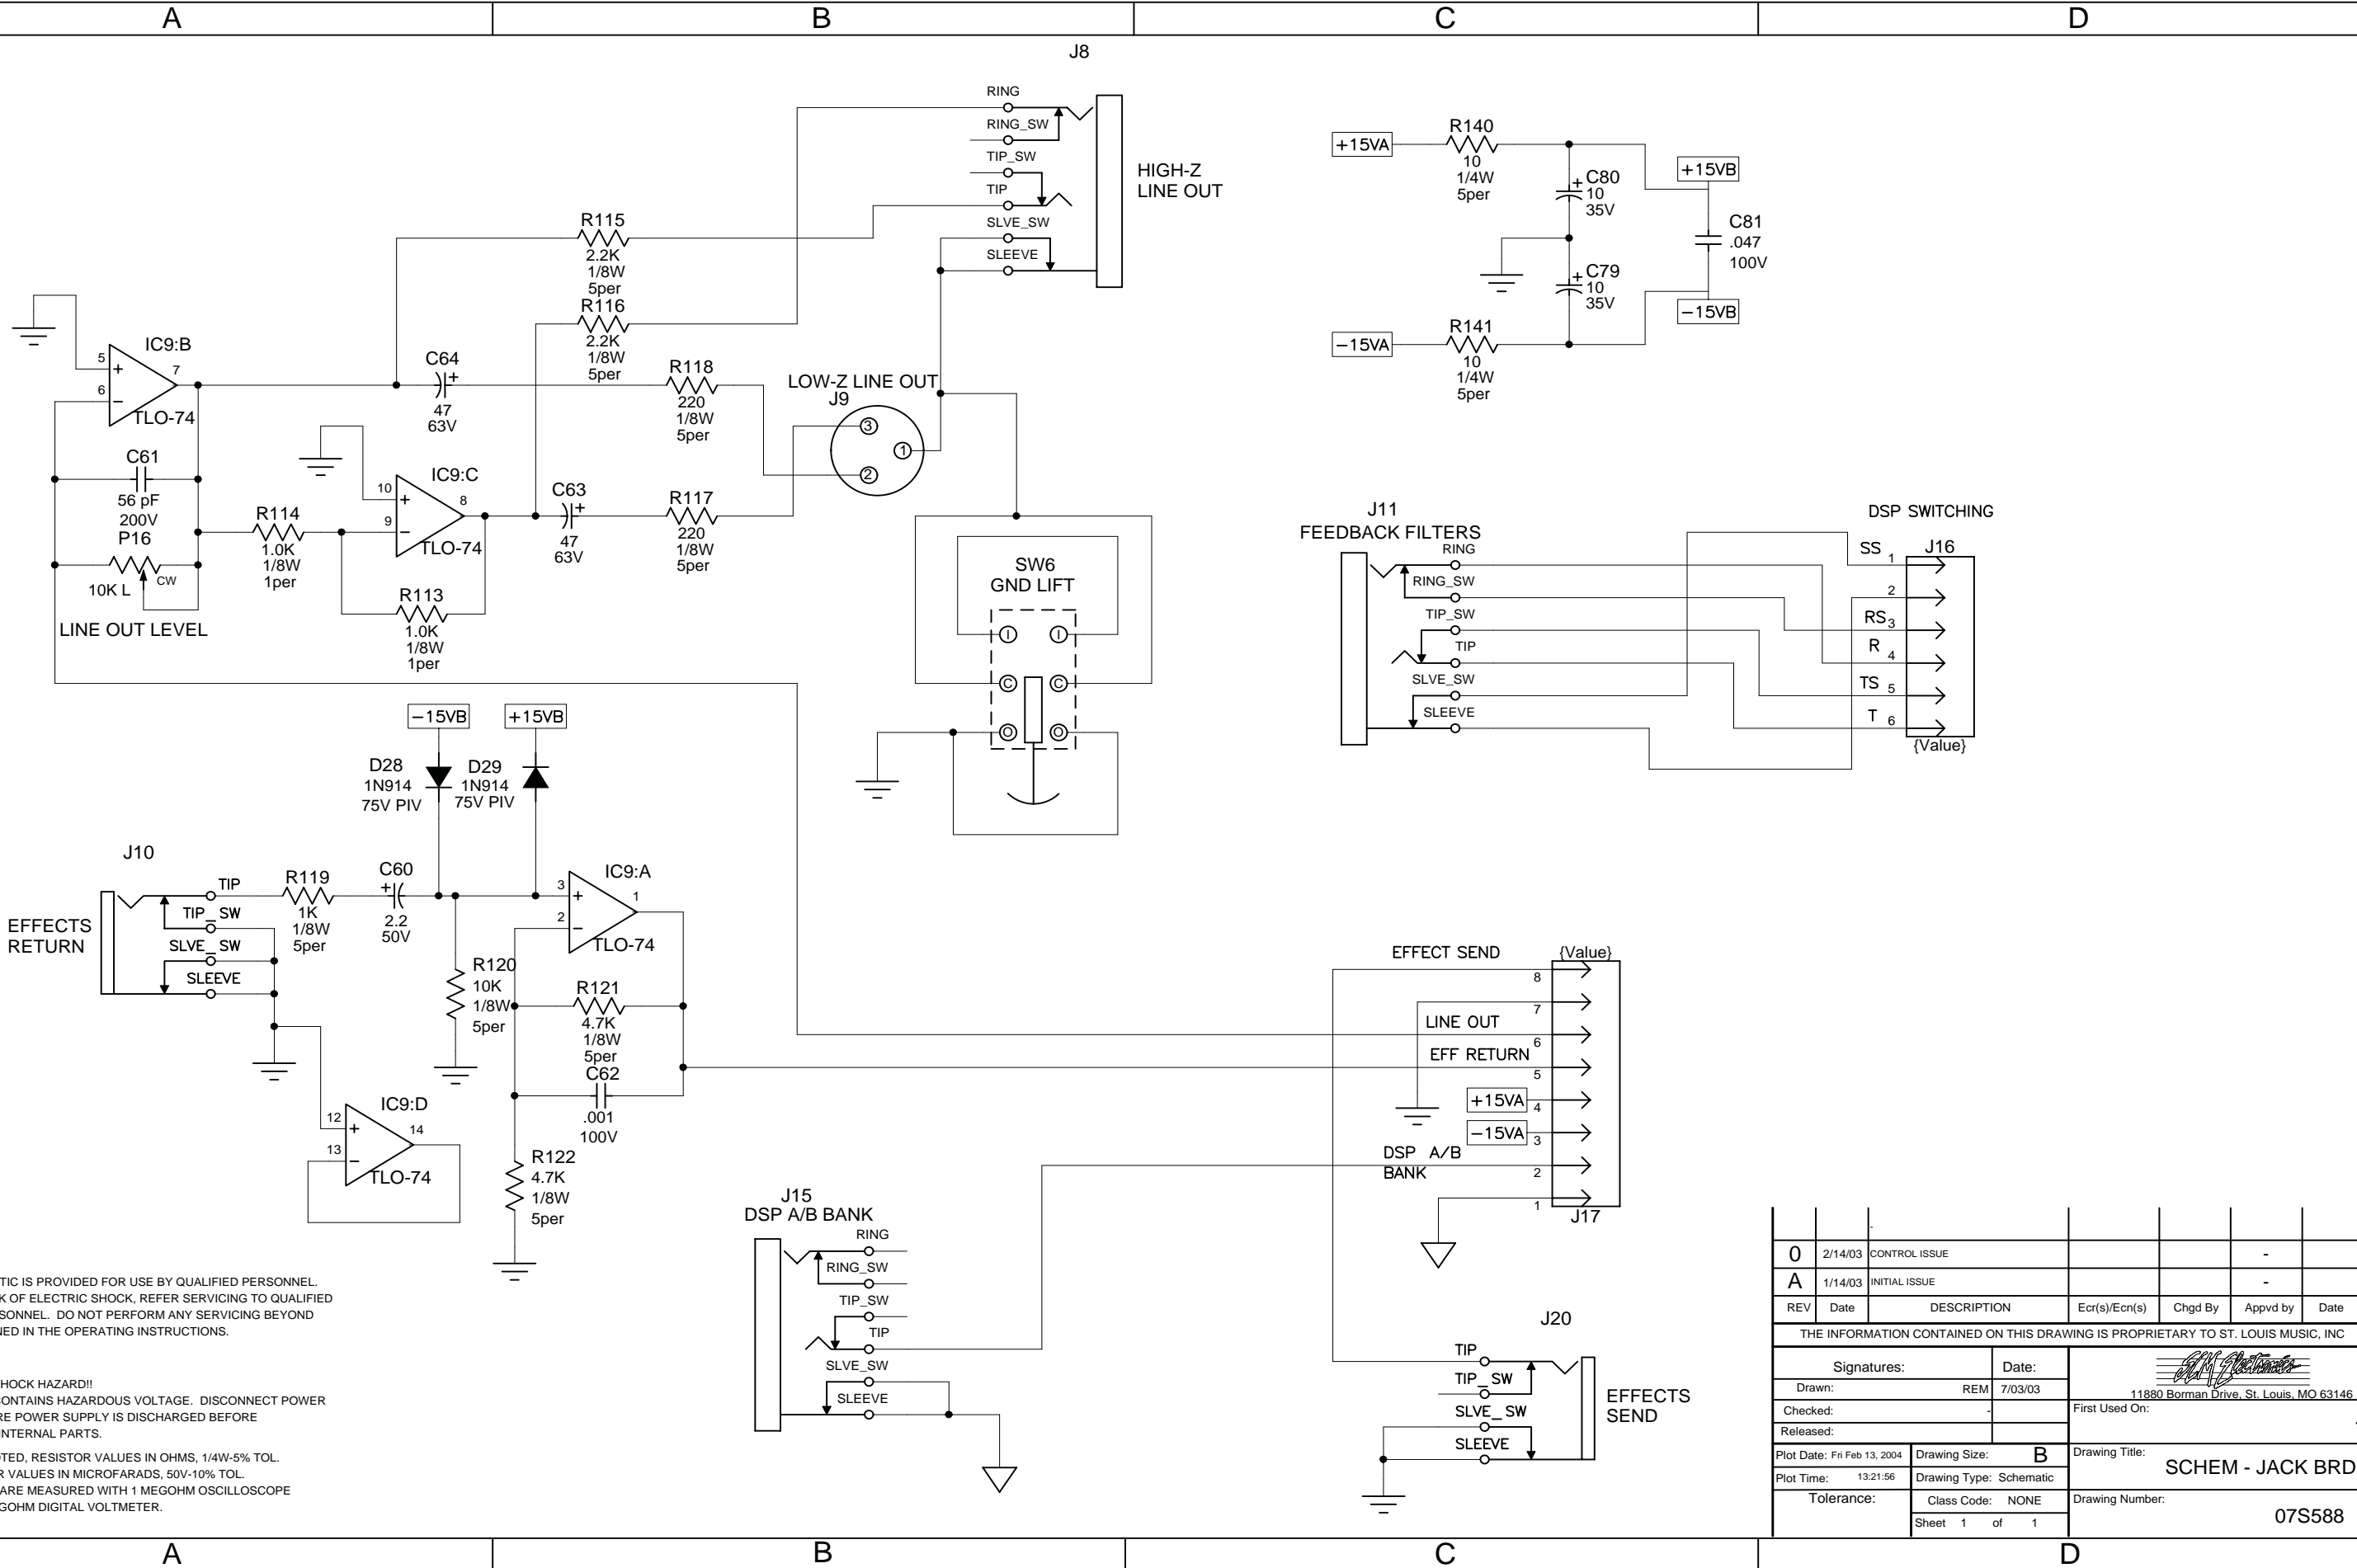 A
B
C
D
J8
RING
RING_SW
TIP_SW
TIP
SLVE_SW
SLEEVE
HIGH-Z
LINE OUT
+15VA
R140
10
1/4W
5per
C80
+
10
35V
+15VB
C81
.047
100V
C79
+
10
35V
-15VB
-15VA
R141
10
1/4W
5per
R115
2.2K
1/8W
5per
R116
2.2K
1/8W
5per
IC9:B
5
+
6
−
7
TLO-74
C64
+
47
63V
R118
220
1/8W
5per
LOW-Z LINE OUT
J9
3
1
2
C61
56 pF
200V
P16
10K L
CW
LINE OUT LEVEL
R114
1.0K
1/8W
1per
IC9:C
10
+
9
−
8
TLO-74
C63
+
47
63V
R117
220
1/8W
5per
R113
1.0K
1/8W
1per
SW6
GND LIFT
I
I
C
C
O
O
J11
FEEDBACK FILTERS
RING
RING_SW
TIP_SW
TIP
SLVE_SW
SLEEVE
DSP SWITCHING
J16
SS 1
2
RS 3
R 4
TS 5
T 6
{Value}
-15VB
+15VB
D28
1N914
75V PIV
D29
1N914
75V PIV
J10
EFFECTS
RETURN
TIP
TIP_SW
SLVE_SW
SLEEVE
R119
1K
1/8W
5per
C60
+
2.2
50V
IC9:A
3
+
2
−
1
TLO-74
R120
10K
1/8W
5per
R121
4.7K
1/8W
5per
C62
.001
100V
IC9:D
12
+
13
−
14
TLO-74
R122
4.7K
1/8W
5per
EFFECT SEND
{Value}
8
7
LINE OUT
6
EFF RETURN
5
+15VA
4
-15VA
3
DSP A/B
BANK
2
1
J17
J15
DSP A/B BANK
RING
RING_SW
TIP_SW
TIP
SLVE_SW
SLEEVE
J20
TIP
TIP_SW
SLVE_SW
SLEEVE
EFFECTS
SEND
TIC IS PROVIDED FOR USE BY QUALIFIED PERSONNEL.
K OF ELECTRIC SHOCK, REFER SERVICING TO QUALIFIED
SONNEL. DO NOT PERFORM ANY SERVICING BEYOND
NED IN THE OPERATING INSTRUCTIONS.
HOCK HAZARD!!
ONTAINS HAZARDOUS VOLTAGE. DISCONNECT POWER
RE POWER SUPPLY IS DISCHARGED BEFORE
INTERNAL PARTS.
OTED, RESISTOR VALUES IN OHMS, 1/4W-5% TOL.
R VALUES IN MICROFARADS, 50V-10% TOL.
ARE MEASURED WITH 1 MEGOHM OSCILLOSCOPE
GOHM DIGITAL VOLTMETER.
-
0 2/14/03 CONTROL ISSUE -
A 1/14/03 INITIAL ISSUE -
REV Date DESCRIPTION Ecr(s)/Ecn(s) Chgd By Appvd by Date
THE INFORMATION CONTAINED ON THIS DRAWING IS PROPRIETARY TO ST. LOUIS MUSIC, INC
Signatures: Date:
SLM Electronics
11880 Borman Drive, St. Louis, MO 63146
Drawn: REM 7/03/03
Checked: -
First Used On:
Released:
Plot Date: Fri Feb 13, 2004
Drawing Size: B
Drawing Title:
SCHEM - JACK BRD
Plot Time: 13:21:56
Drawing Type: Schematic
Tolerance:
Class Code: NONE
Drawing Number:
07S588
Sheet 1 of 1
A
B
C
D